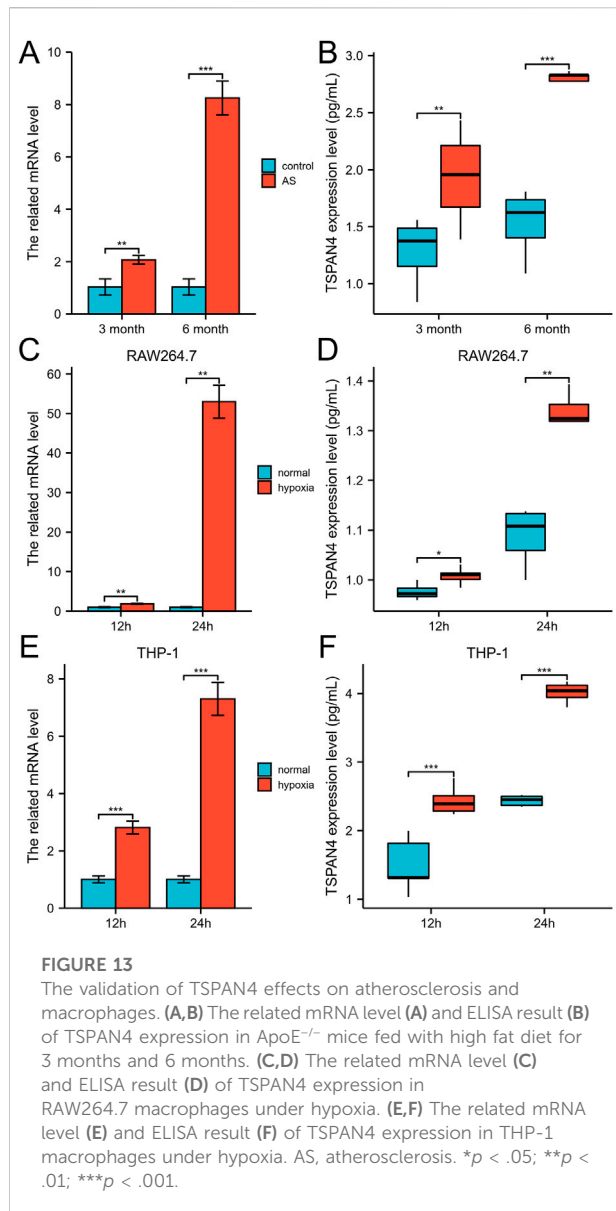 A
The related mRNA level
10
8
6
4
2
0
**
***
3 month
6 month
control
AS
B
TSPAN4 expression level (pg/mL)
3.0
2.5
2.0
1.5
1.0
**
***
3 month
6 month
C
RAW264.7
The related mRNA level
60
50
40
30
20
10
0
**
**
12h
24h
normal
hypoxia
D
RAW264.7
TSPAN4 expression level (pg/mL)
1.4
1.3
1.1
1.0
*
**
12h
24h
E
THP-1
The related mRNA level
8
6
4
2
0
***
***
12h
24h
normal
hypoxia
F
THP-1
TSPAN4 expression level (pg/mL)
4
3
2
1
***
***
12h
24h
FIGURE 13
The validation of TSPAN4 effects on atherosclerosis and
macrophages. (A,B) The related mRNA level (A) and ELISA result (B)
of TSPAN4 expression in ApoE−/− mice fed with high fat diet for
3 months and 6 months. (C,D) The related mRNA level (C)
and ELISA result (D) of TSPAN4 expression in
RAW264.7 macrophages under hypoxia. (E,F) The related mRNA
level (E) and ELISA result (F) of TSPAN4 expression in THP-1
macrophages under hypoxia. AS, atherosclerosis. *p < .05; **p <
.01; ***p < .001.